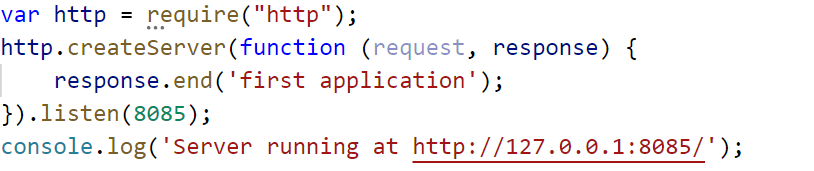 var http = require("http");
http.createServer(function (request, response) {
    response.end('first application');
}).listen(8085);
console.log('Server running at http://127.0.0.1:8085/');